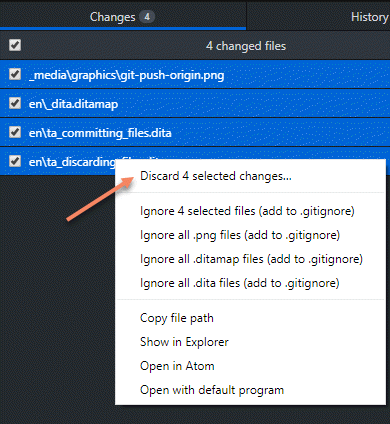 Changes 4 History
4 changed files
_media\graphics\git-push-origin.png
en\_dita.ditamap
en\ta_committing_files.dita
en\ta_discarding
Discard 4 selected changes...
Ignore 4 selected files (add to .gitignore)
Ignore all .png files (add to .gitignore)
Ignore all .ditamap files (add to .gitignore)
Ignore all .dita files (add to .gitignore)
Copy file path
Show in Explorer
Open in Atom
Open with default program